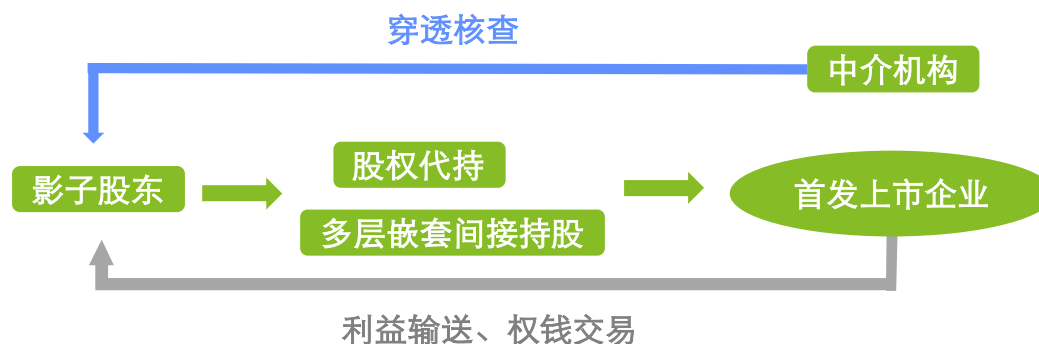 穿透核查
中介机构
股权代持
影子股东
首发上市企业
多层嵌套间接持股
利益输送、权钱交易